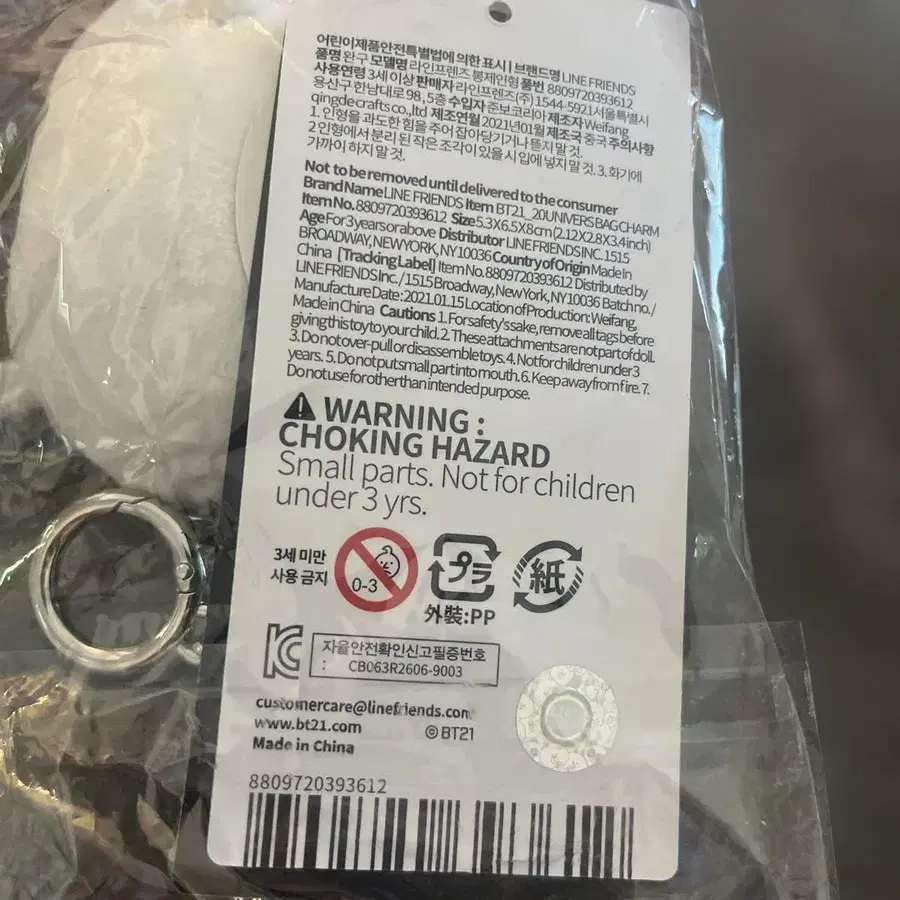 어린이제품안전특별법에 의한 표시 | 브랜드명 LINE FRIENDS
품명 완구 모델명 라인프렌즈 봉제인형 품번 8809720393612
사용연령 3세 이상 판매자 라인프렌즈(주) 1544-5921 서울특별시
용산구 한남대로 98, 5층 수입자 준보코리아 제조자 Weifang
qingdecrafts co.,ltd 제조연월 2021년01월 제조국 중국 주의사항
1. 인형을 과도한 힘을 주어 잡아당기거나 뜯지 말 것.
2 인형에서 분리 된 작은 조각이 있을 시 입에 넣지 말 것. 3. 화기에
가까이 하지 말 것.
Not to be removed until delivered to the consumer
Brand Name LINE FRIENDS Item BT21_20UNIVERS BAG CHARM
Item No. 8809720393612 Size 5.3X6.5X8cm (2.12X2.8X3.4inch)
Age For 3 years or above Distributor LINE FRIENDS INC. 1515
BROADWAY, NEWYORK, NY 10036 Country of Origin Made In
China [Tracking Label] Item No. 8809720393612 Distributed by
LINE FRIENDS Inc. / 1515 Broadway, New York, NY 10036 Batch no./
Manufacture Date : 2021.01.15 Location of Production: Weifang,
Made in China Cautions 1. For safety's sake, remove all tags before
giving this toy to your child. 2. These attachments are not part of doll.
3. Do not over-pull or disassemble toys. 4. Not for children under 3
years. 5. Do not put small part into mouth. 6. Keep away from fire. 7.
Do not use for other than intended purpose.
⚠ WARNING :
CHOKING HAZARD
Small parts. Not for children
under 3 yrs.
3세 미만
사용 금지
0-3
プラ
外裝:PP
紙
자율안전확인신고필증번호
: CB063R2606-9003
customercare@linefriends.com
www.bt21.com
©BT21
Made in China
8809720393612